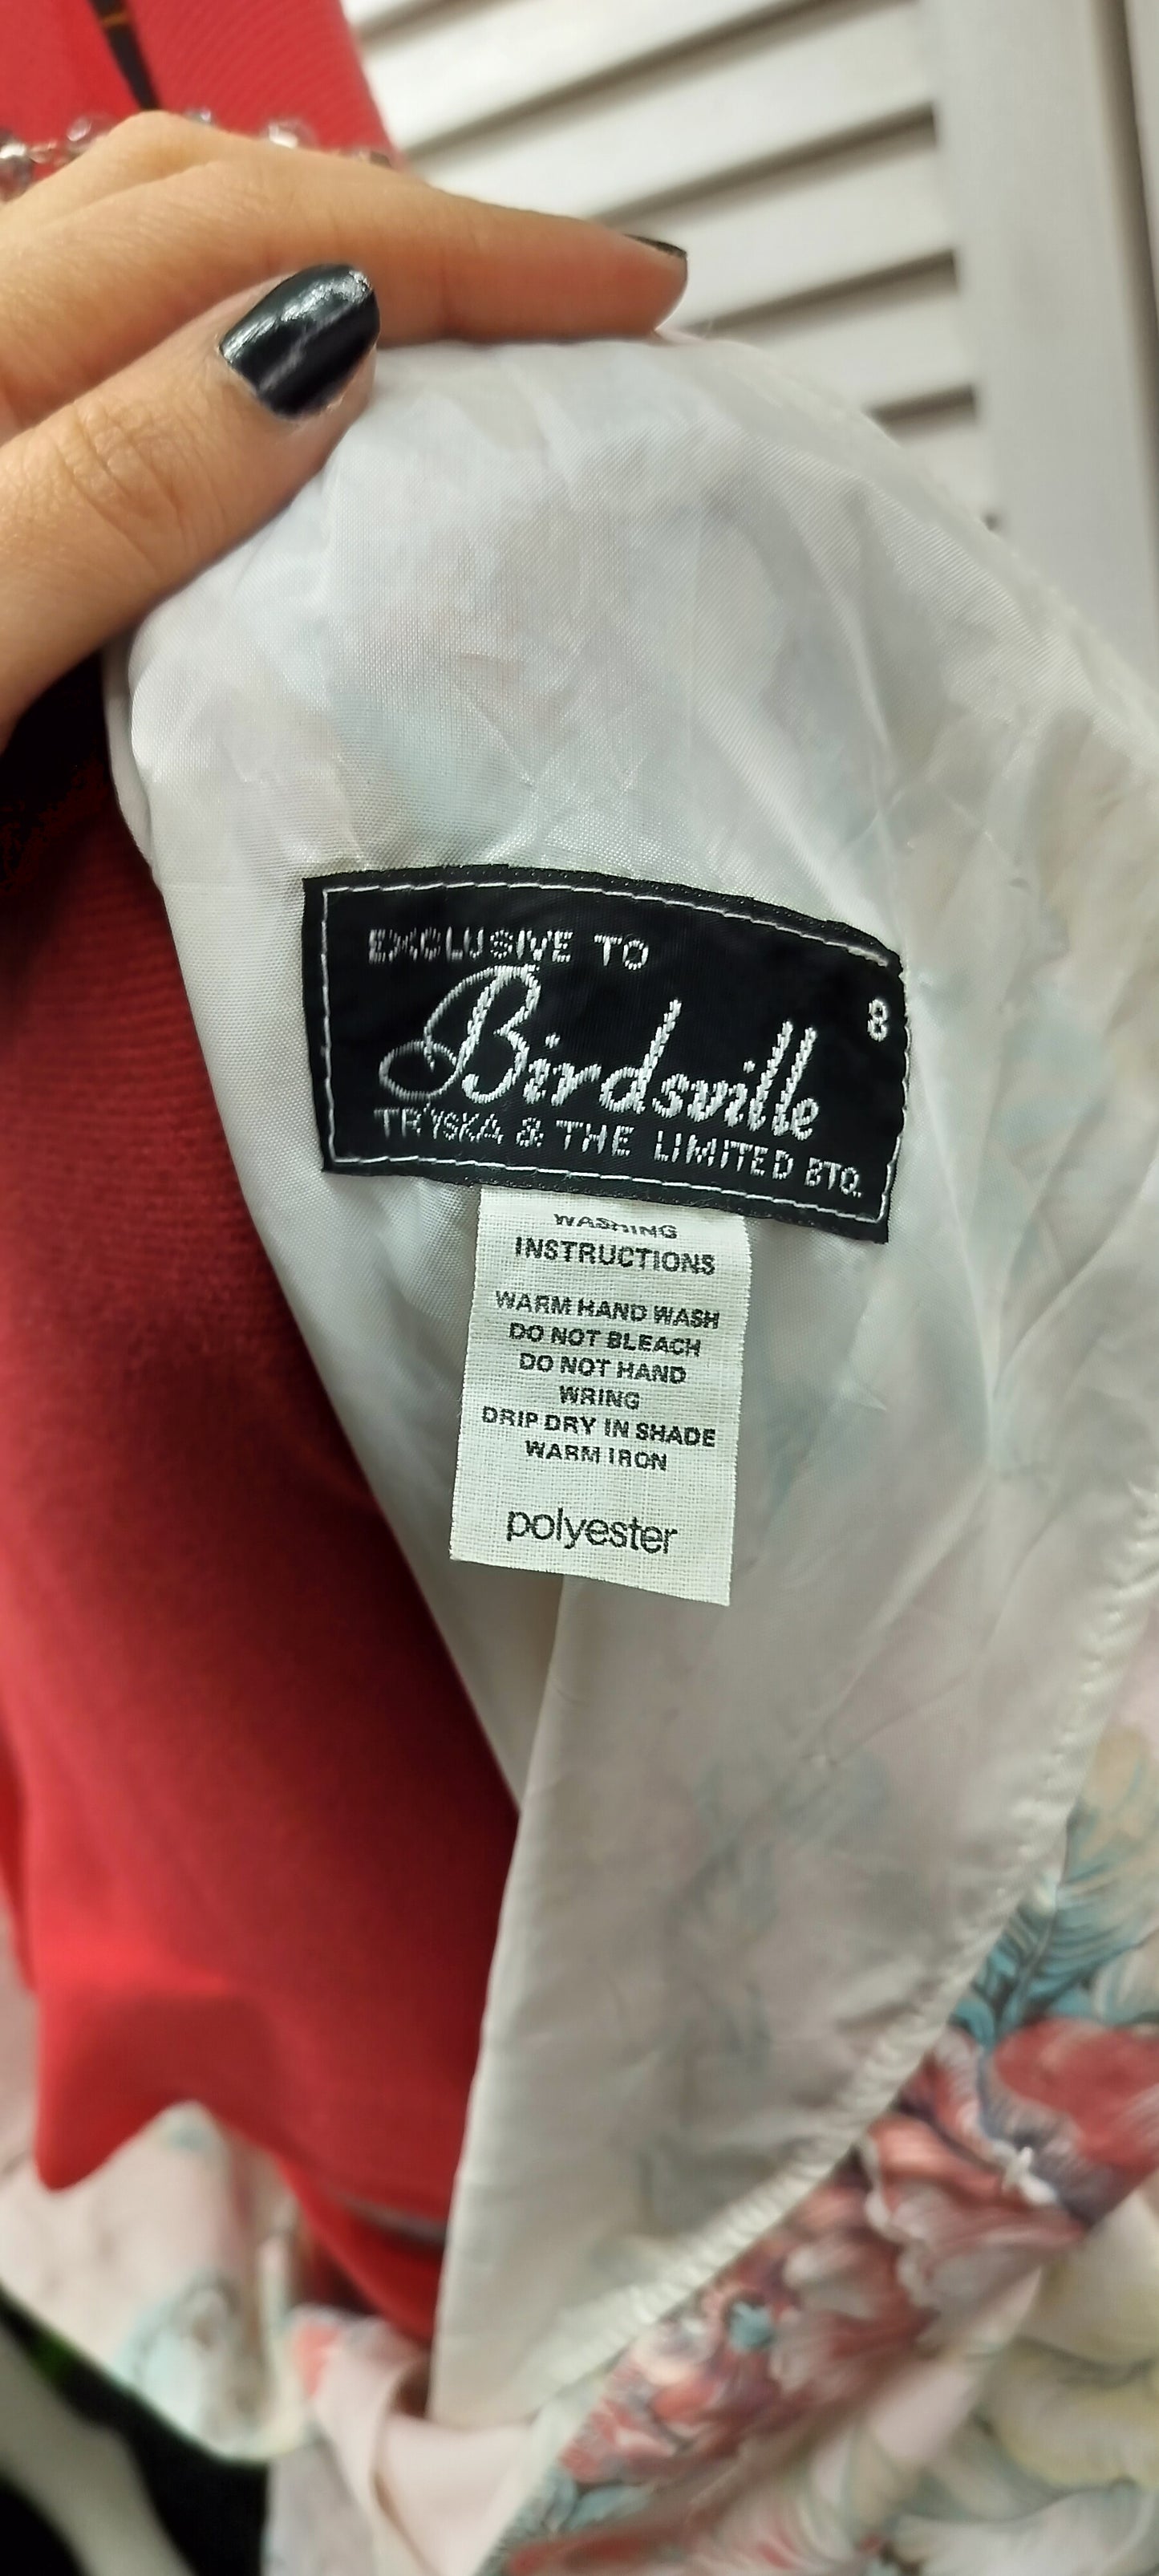 EXCLUSIVE TO
8
Birdsville
TRYSKA & THE LIMITED BTQ.
WASHING
INSTRUCTIONS
WARM HAND WASH
DO NOT BLEACH
DO NOT HAND
WRING
DRIP DRY IN SHADE
WARM IRON
polyester